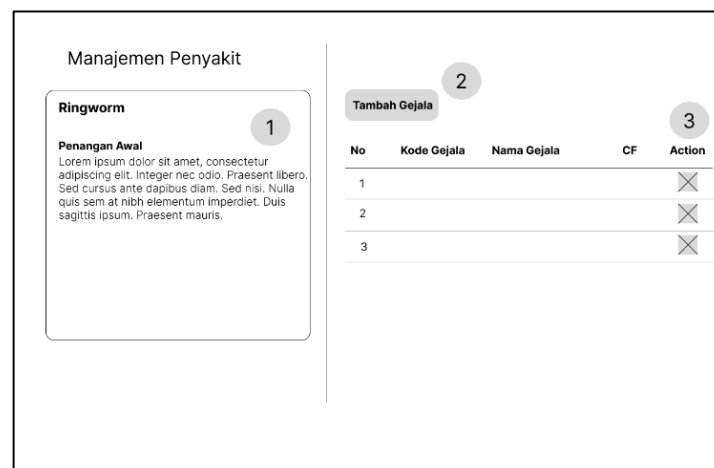 Manajemen Penyakit
Ringworm
1
Penangan Awal
Lorem ipsum dolor sit amet, consectetur
adipiscing elit. Integer nec odio. Praesent libero.
Sed cursus ante dapibus diam. Sed nisi. Nulla
quis sem at nibh elementum imperdiet. Duis
sagittis ipsum. Praesent mauris.
2
Tambah Gejala
3
No Kode Gejala Nama Gejala CF Action
1
2
3